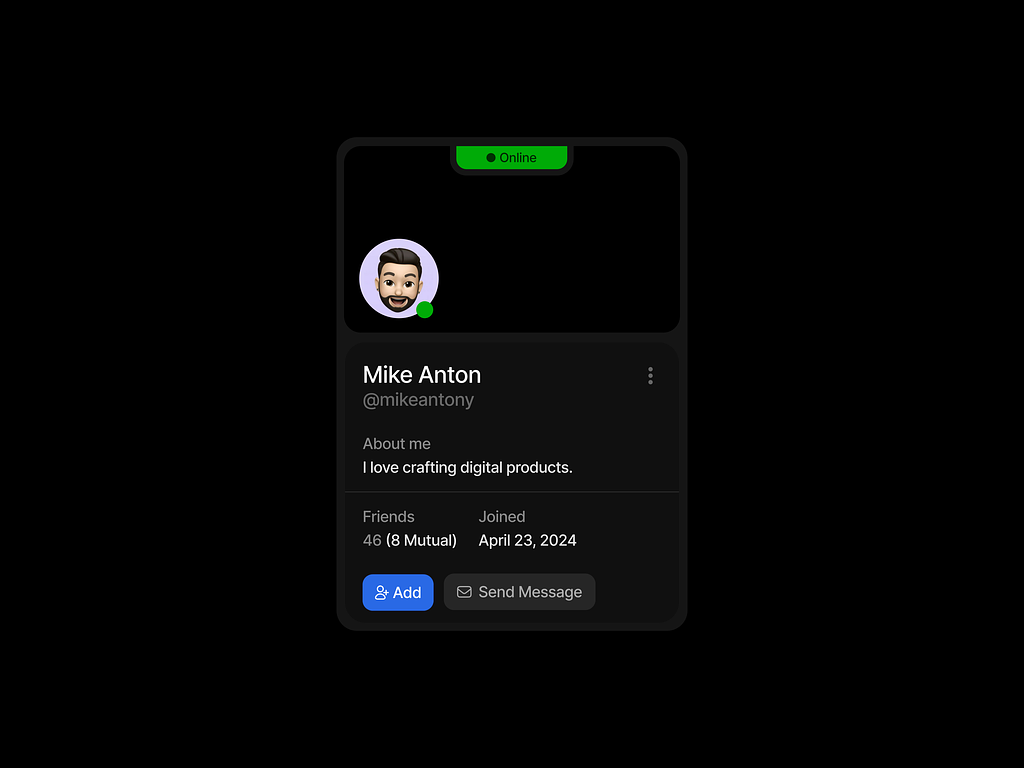 Online
Mike Anton
@mikeantony
About me
I love crafting digital products.
Friends Joined
46 (8 Mutual) April 23, 2024
Add Send Message